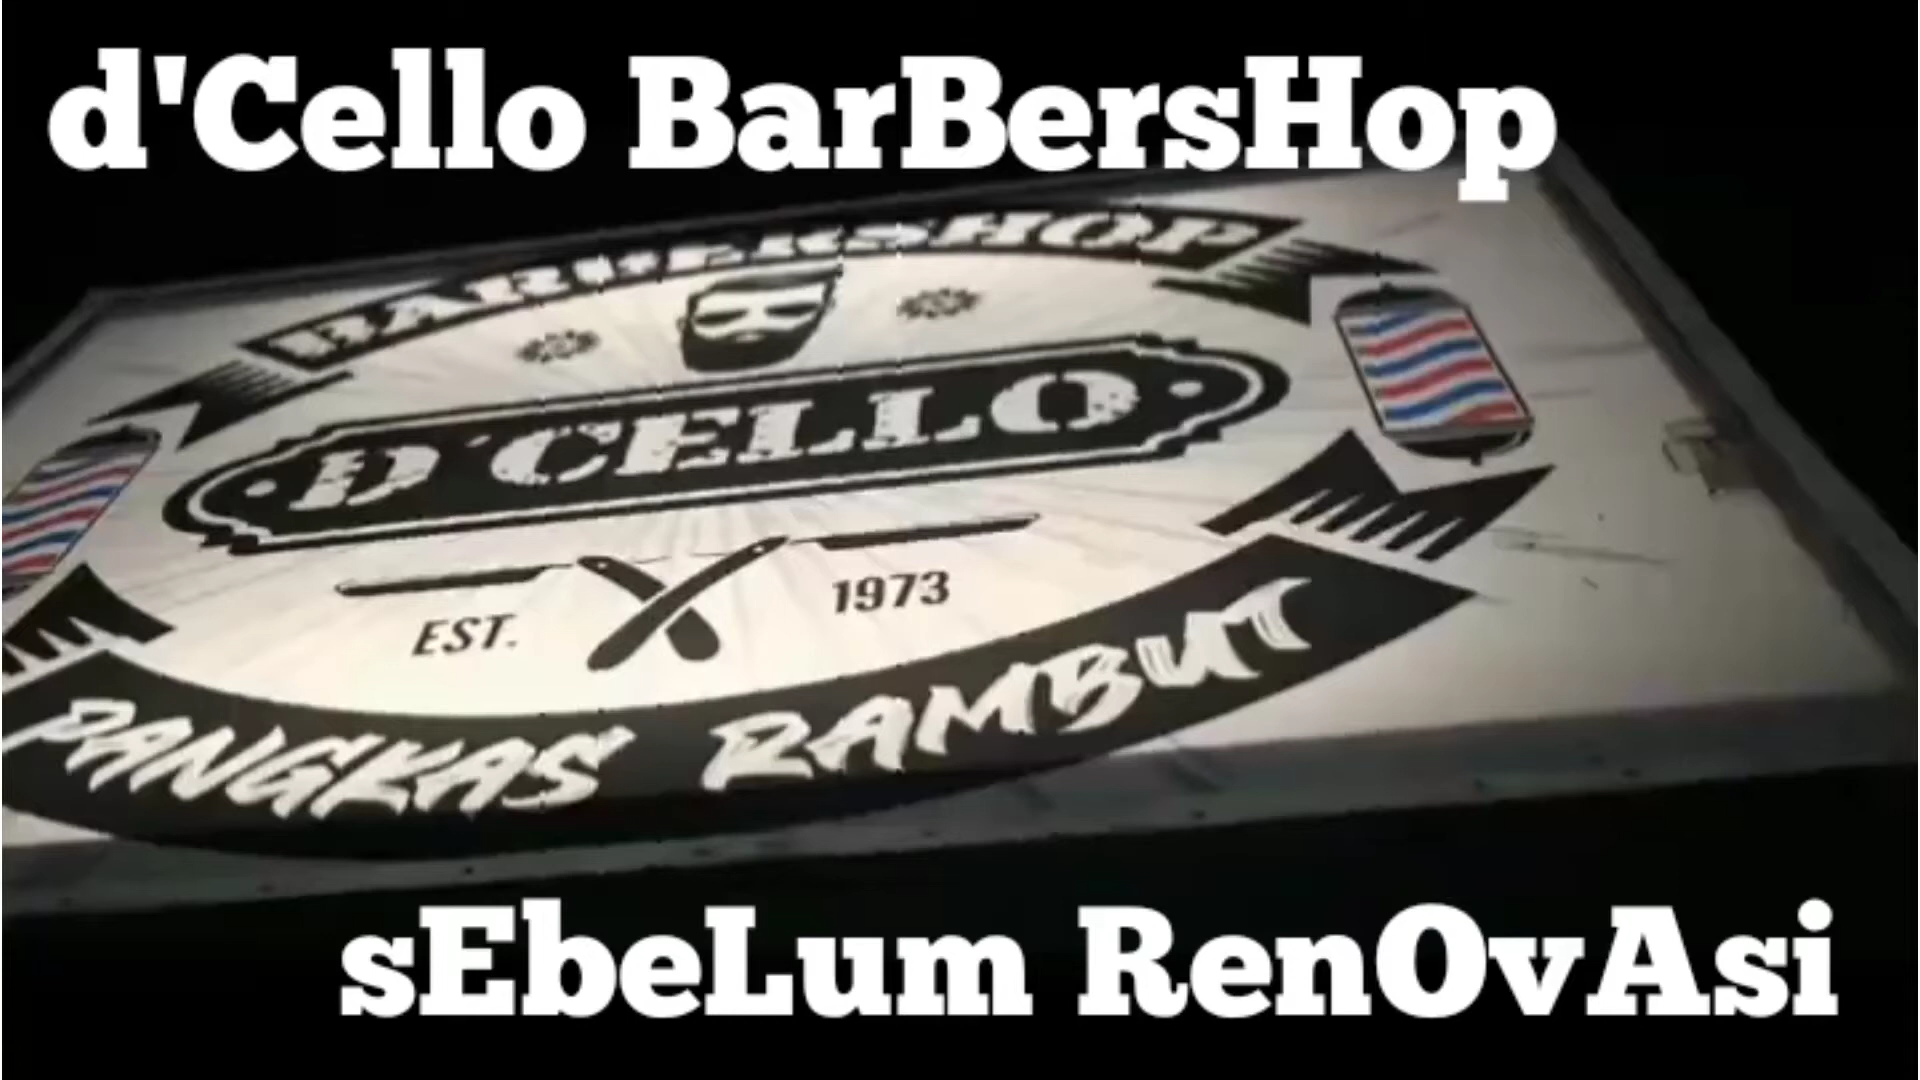 d'Cello BarBersHop
BARBERSHOP
D'CELLO
EST. 1973
PANGKAS RAMBUT
sEbeLum RenOvAsi